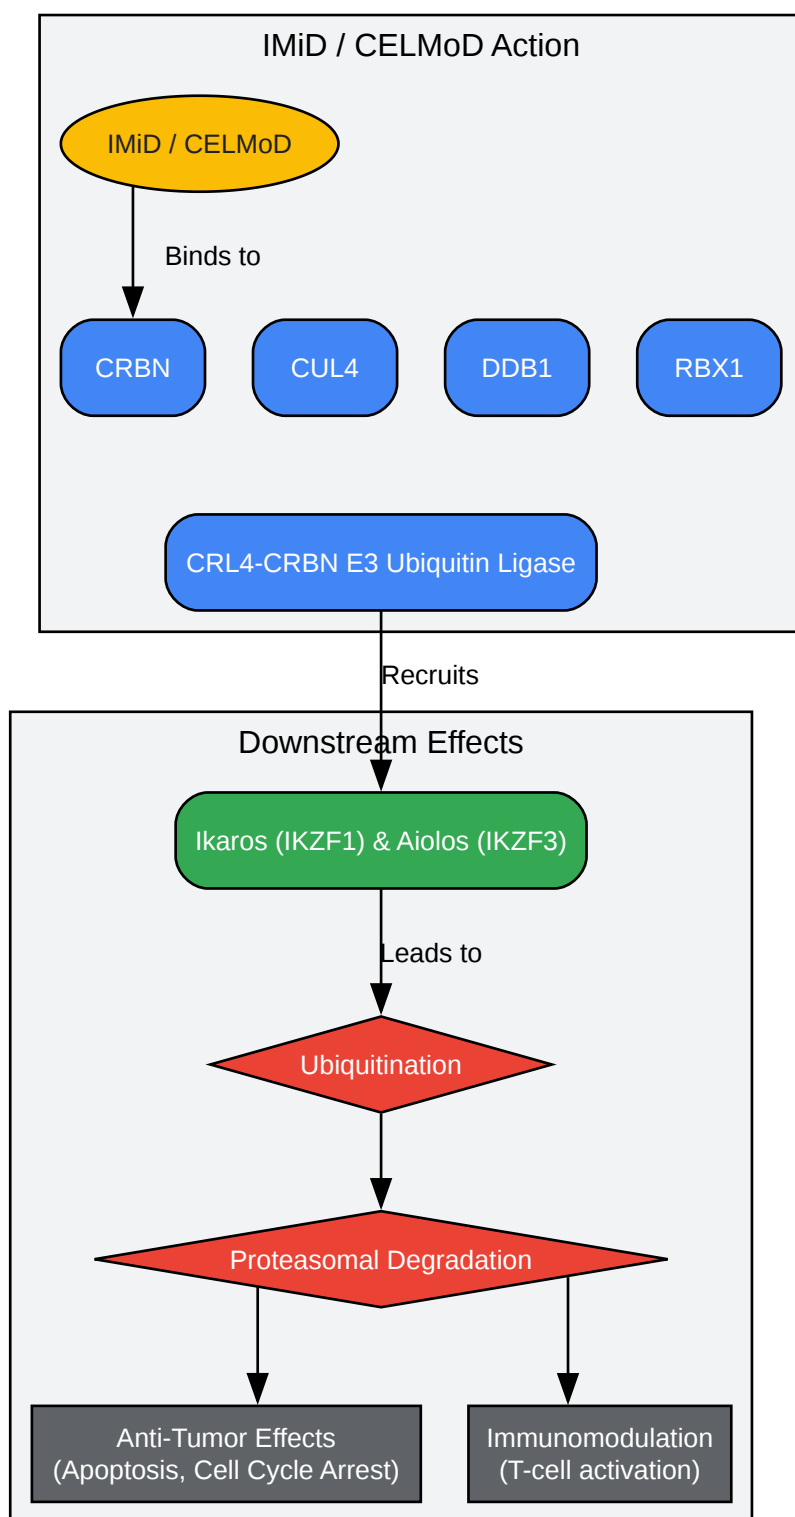 IMiD / CELMoD Action
IMiD / CELMoD
Binds to
CRBN
CUL4
DDB1
RBX1
CRL4-CRBN E3 Ubiquitin Ligase
Recruits
Downstream Effects
Ikaros (IKZF1) & Aiolos (IKZF3)
Leads to
Ubiquitination
Proteasomal Degradation
Anti-Tumor Effects
(Apoptosis, Cell Cycle Arrest)
Immunomodulation
(T-cell activation)